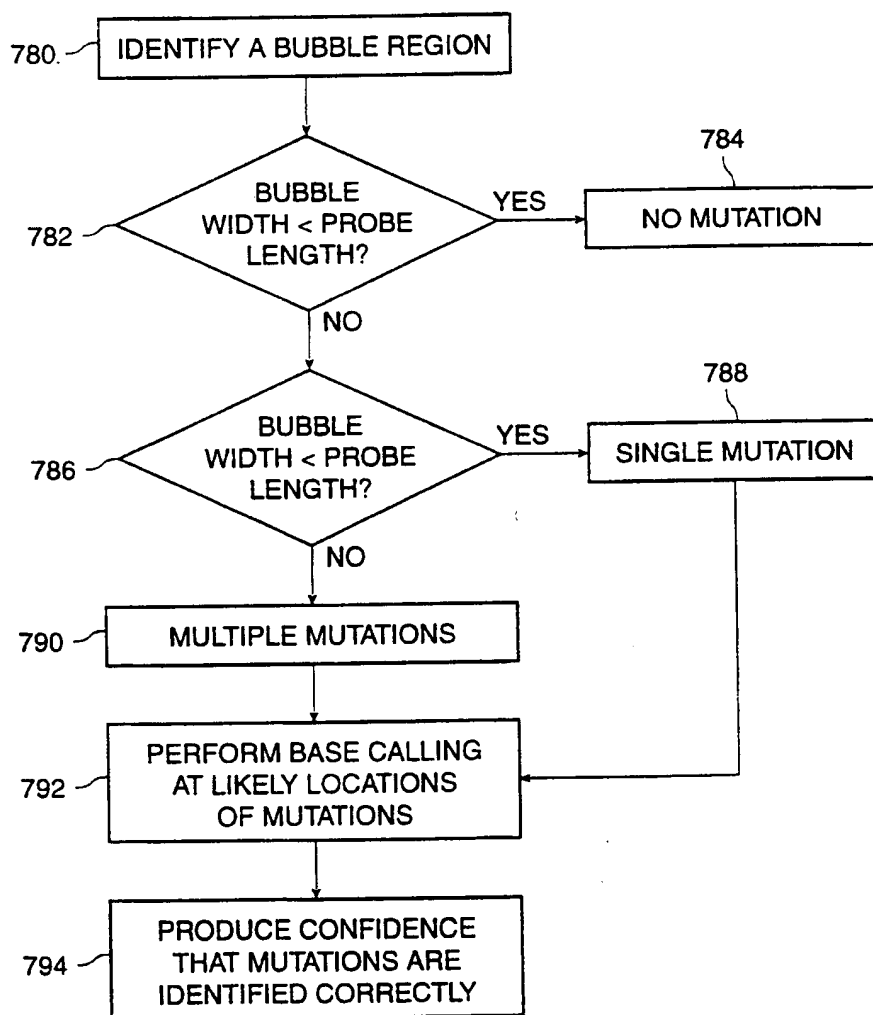 780.
IDENTIFY A BUBBLE REGION
782
BUBBLE
WIDTH < PROBE
LENGTH?
YES
784
NO MUTATION
NO
786
BUBBLE
WIDTH < PROBE
LENGTH?
YES
788
SINGLE MUTATION
NO
790
MULTIPLE MUTATIONS
792
PERFORM BASE CALLING
AT LIKELY LOCATIONS
OF MUTATIONS
794
PRODUCE CONFIDENCE
THAT MUTATIONS ARE
IDENTIFIED CORRECTLY